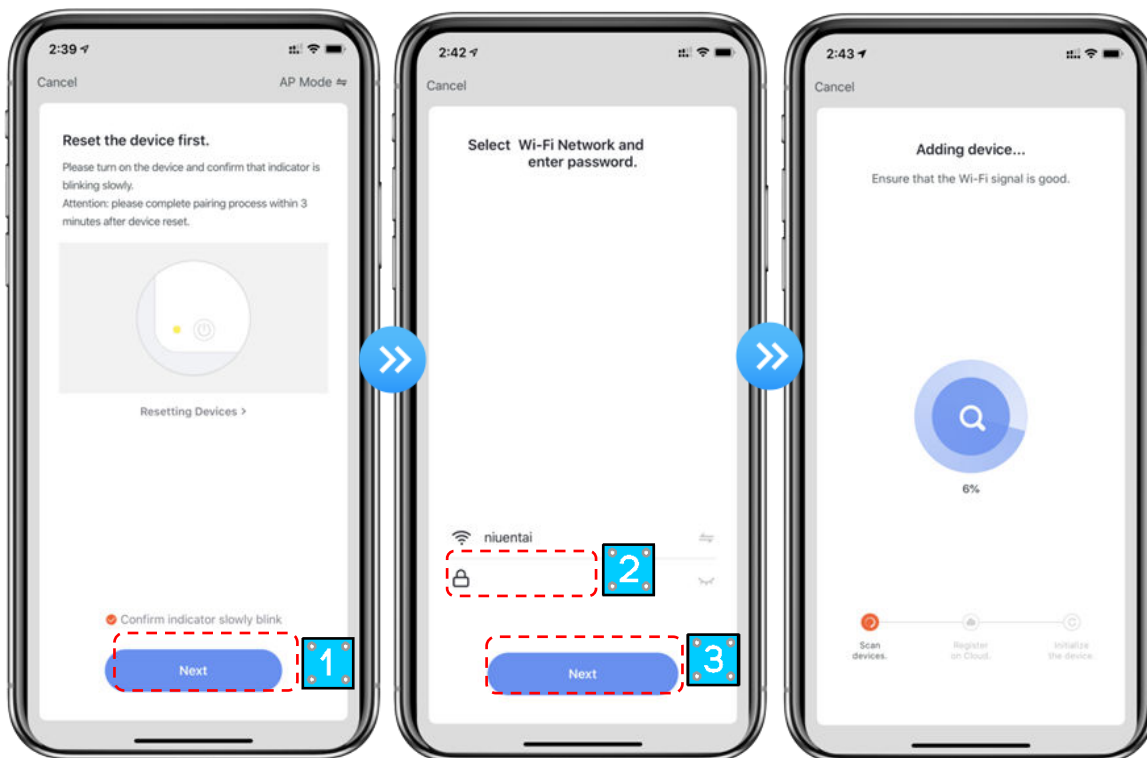 2:39
Cancel
AP Mode
Reset the device first.
Please turn on the device and confirm that indicator is
blinking slowly.
Attention: please complete pairing process within 3
minutes after device reset.
Resetting Devices >
Confirm indicator slowly blink
Next
1
2:42
Cancel
Select Wi-Fi Network and
enter password.
niuentai
2
Next
3
2:43
Cancel
Adding device...
Ensure that the Wi-Fi signal is good.
6%
Scan
devices.
Register
on Cloud.
Initialize
the device.